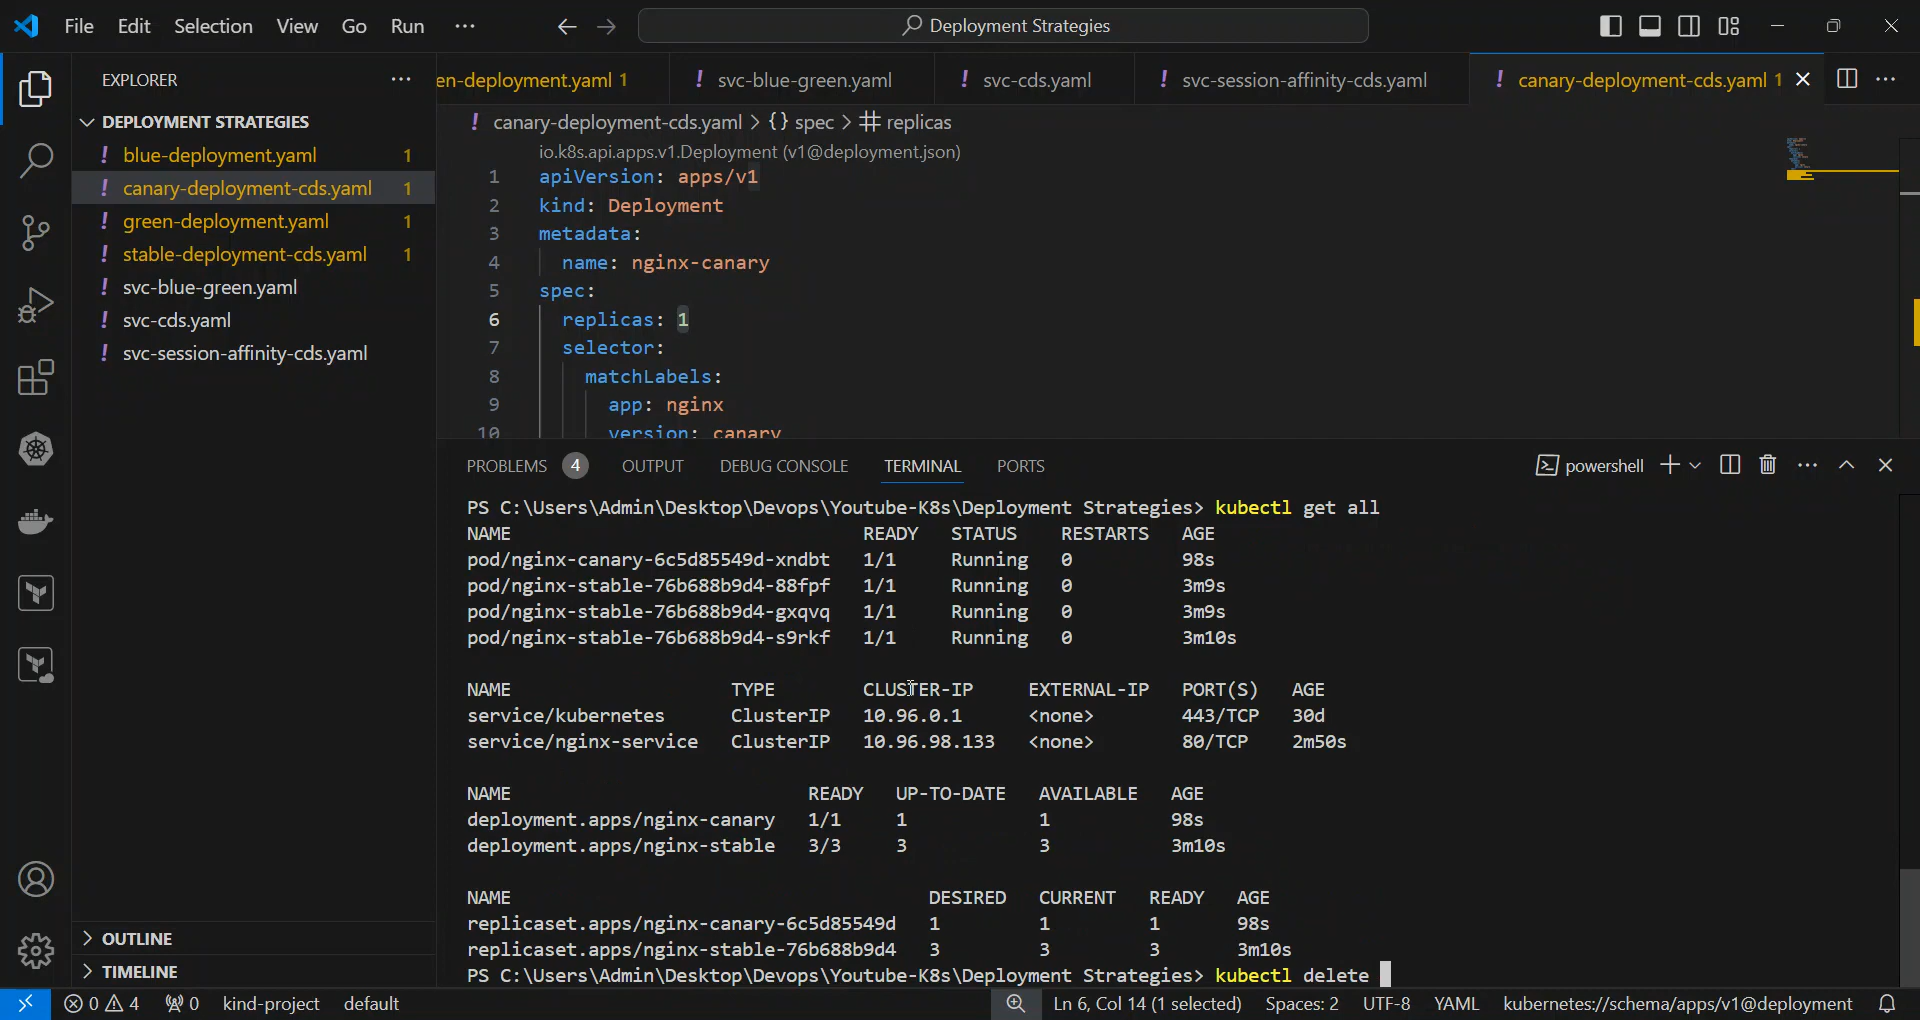 File Edit Selection View Go Run ··· Deployment Strategies
EXPLORER ···
DEPLOYMENT STRATEGIES
! blue-deployment.yaml 1
! canary-deployment-cds.yaml 1
! green-deployment.yaml 1
! stable-deployment-cds.yaml 1
! svc-blue-green.yaml
! svc-cds.yaml
! svc-session-affinity-cds.yaml
OUTLINE
TIMELINE
en-deployment.yaml 1 ! svc-blue-green.yaml ! svc-cds.yaml ! svc-session-affinity-cds.yaml ! canary-deployment-cds.yaml 1
! canary-deployment-cds.yaml > {} spec > # replicas
io.k8s.api.apps.v1.Deployment (v1@deployment.json)
1 apiVersion: apps/v1
2 kind: Deployment
3 metadata:
4 name: nginx-canary
5 spec:
6 replicas: 1
7 selector:
8 matchLabels:
9 app: nginx
10 version: canary
PROBLEMS 4 OUTPUT DEBUG CONSOLE TERMINAL PORTS powershell
PS C:\Users\Admin\Desktop\Devops\Youtube-K8s\Deployment Strategies> kubectl get all
NAME READY STATUS RESTARTS AGE
pod/nginx-canary-6c5d85549d-xndbt 1/1 Running 0 98s
pod/nginx-stable-76b688b9d4-88fpf 1/1 Running 0 3m9s
pod/nginx-stable-76b688b9d4-gxqvq 1/1 Running 0 3m9s
pod/nginx-stable-76b688b9d4-s9rkf 1/1 Running 0 3m10s
NAME TYPE CLUSTER-IP EXTERNAL-IP PORT(S) AGE
service/kubernetes ClusterIP 10.96.0.1 <none> 443/TCP 30d
service/nginx-service ClusterIP 10.96.98.133 <none> 80/TCP 2m50s
NAME READY UP-TO-DATE AVAILABLE AGE
deployment.apps/nginx-canary 1/1 1 1 98s
deployment.apps/nginx-stable 3/3 3 3 3m10s
NAME DESIRED CURRENT READY AGE
replicaset.apps/nginx-canary-6c5d85549d 1 1 1 98s
replicaset.apps/nginx-stable-76b688b9d4 3 3 3 3m10s
PS C:\Users\Admin\Desktop\Devops\Youtube-K8s\Deployment Strategies> kubectl delete
0 4 0 kind-project default Ln 6, Col 14 (1 selected) Spaces: 2 UTF-8 YAML kubernetes://schema/apps/v1@deployment